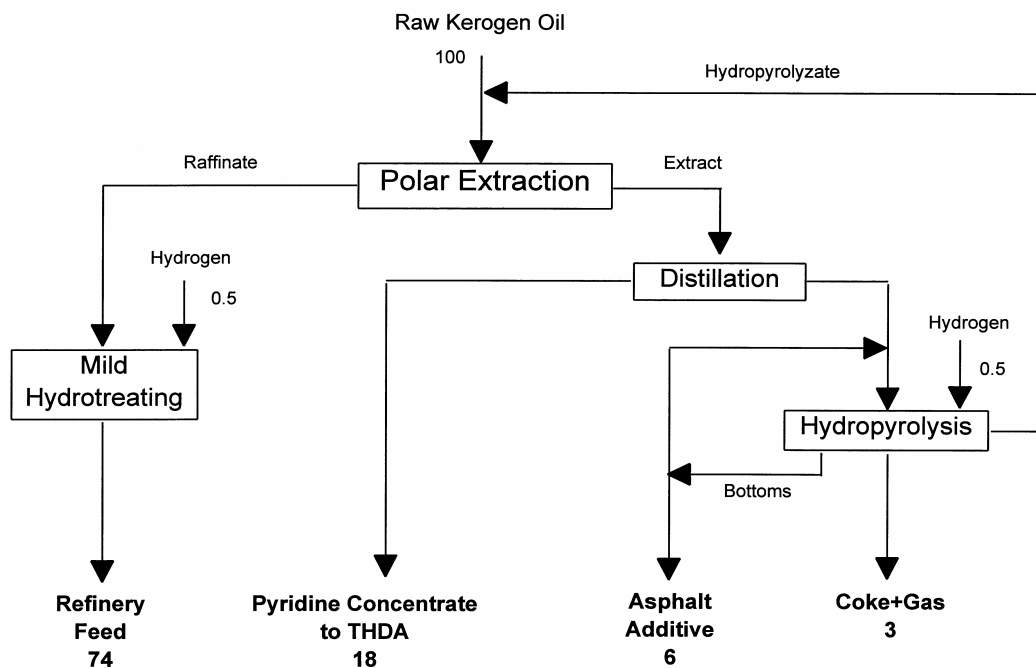 Raw Kerogen Oil
100
Hydropyrolyzate
Raffinate
Extract
Polar Extraction
Hydrogen
0.5
Distillation
Hydrogen
0.5
Mild
Hydrotreating
Hydropyrolysis
Bottoms
Refinery
Feed
74
Pyridine Concentrate
to THDA
18
Asphalt
Additive
6
Coke+Gas
3